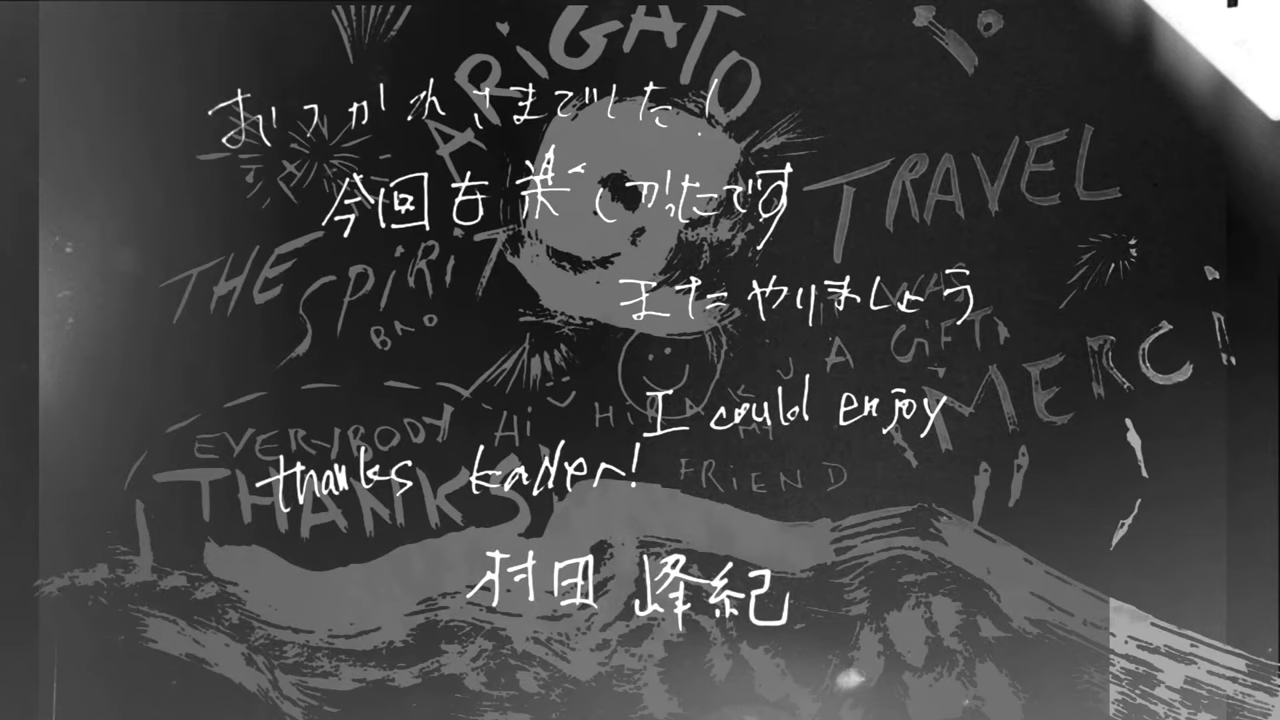 ARiGATO
おつかれさまでした!
TRAVEL
今回も楽しかったです
THE
SPiRiT
またやりましょう
A GiFT
MERCi
I could enjoy
EVERYBODY
Hi
thanks
THANKS
FRiEND
村田 峰紀